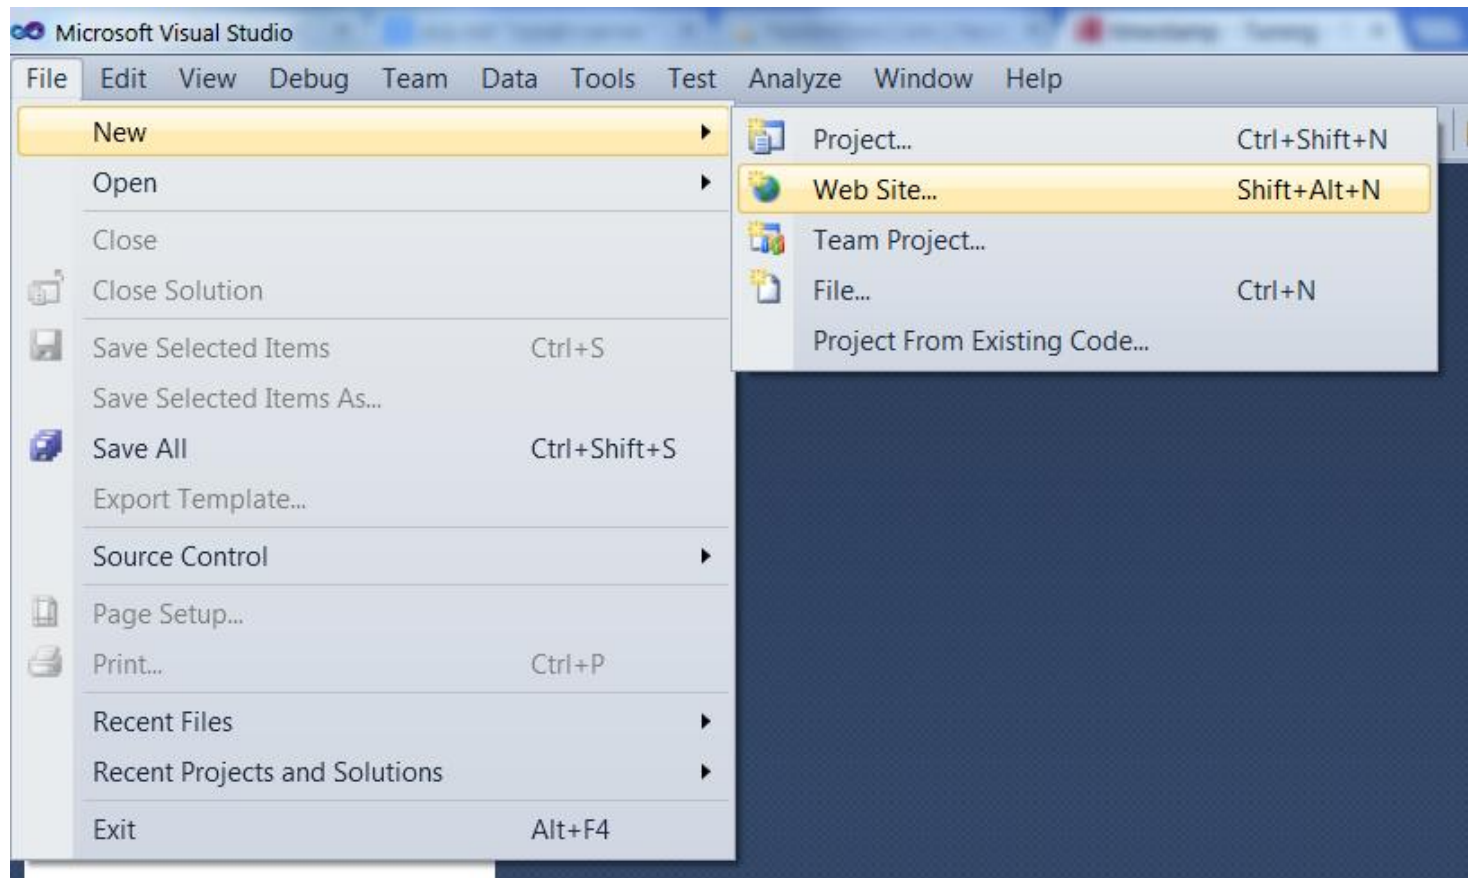 Microsoft Visual Studio
File Edit View Debug Team Data Tools Test Analyze Window Help
New
Open
Close
Close Solution
Save Selected Items Ctrl+S
Save Selected Items As...
Save All Ctrl+Shift+S
Export Template...
Source Control
Page Setup...
Print... Ctrl+P
Recent Files
Recent Projects and Solutions
Exit Alt+F4
Project... Ctrl+Shift+N
Web Site... Shift+Alt+N
Team Project...
File... Ctrl+N
Project From Existing Code...